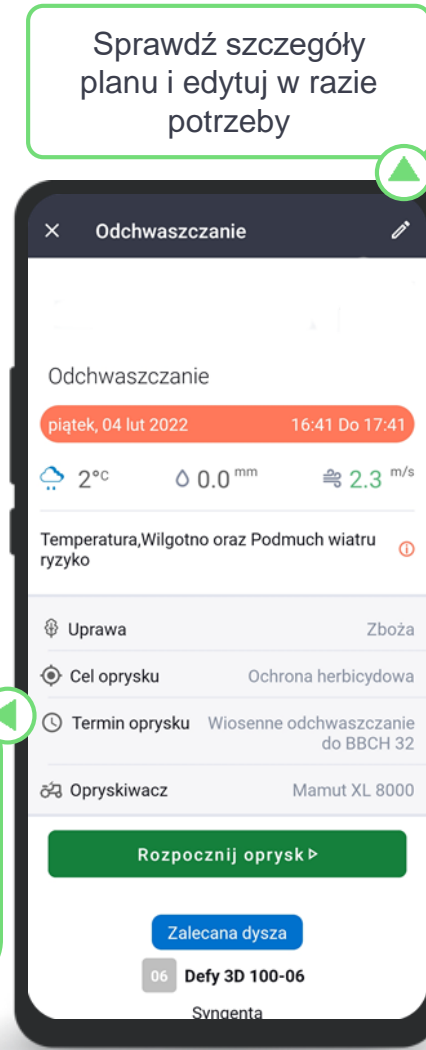 Sprawdź szczegóły
planu i edytuj w razie
potrzeby
Odchwaszczanie
Odchwaszczanie
piątek, 04 lut 2022 16:41 Do 17:41
2°C 0.0 mm 2.3 m/s
Temperatura,Wilgotno oraz Podmuch wiatru
ryzyko
Uprawa Zboża
Cel oprysku Ochrona herbicydowa
Termin oprysku Wiosenne odchwaszczanie
do BBCH 32
Opryskiwacz Mamut XL 8000
Rozpocznij oprysk
Zalecana dysza
06 Defy 3D 100-06
Syngenta